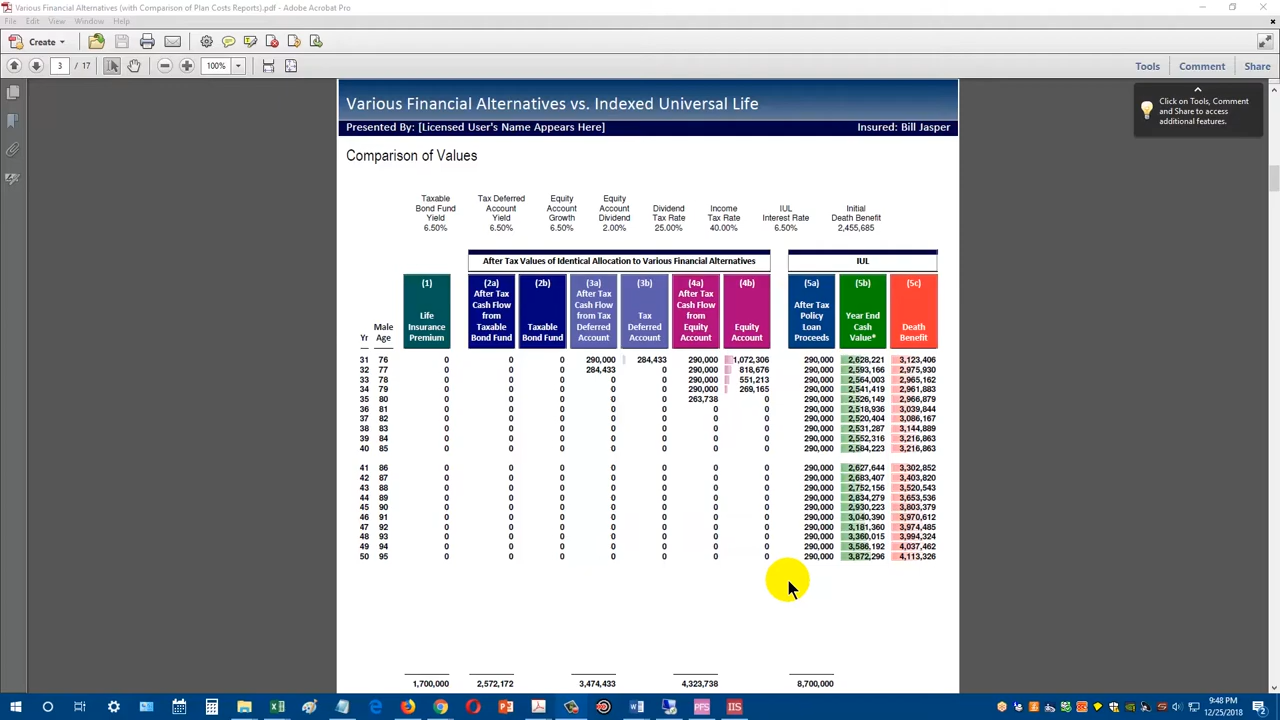 Various Financial Alternatives (with Comparison of Plan Costs Reports).pdf - Adobe Acrobat Pro
File Edit View Window Help
Create
3 / 17 100% Tools Comment Share
Click on Tools, Comment
and Share to access
additional features.
Various Financial Alternatives vs. Indexed Universal Life
Presented By: [Licensed User's Name Appears Here] Insured: Bill Jasper
Comparison of Values
Taxable Tax Deferred Equity Equity
Bond Fund Account Account Account Dividend Income IUL Initial
Yield Yield Growth Dividend Tax Rate Tax Rate Interest Rate Death Benefit
6.50% 6.50% 6.50% 2.00% 25.00% 40.00% 6.50% 2,455,685
After Tax Values of Identical Allocation to Various Financial Alternatives IUL
(1) (2a) (2b) (3a) (3b) (4a) (4b) (5a) (5b) (5c)
After Tax After Tax After Tax
Cash Flow Cash Flow Cash Flow After Tax
Male Life from from Tax Tax from Policy Year End
Age Insurance Taxable Taxable Deferred Deferred Equity Equity Loan Cash Death
Yr Premium Bond Fund Bond Fund Account Account Account Account Proceeds Value* Benefit
31 76 0 0 0 290,000 284,433 290,000 1,072,306 290,000 2,628,221 3,123,406
32 77 0 0 0 284,433 0 290,000 818,676 290,000 2,593,166 2,975,930
33 78 0 0 0 0 0 290,000 551,213 290,000 2,564,003 2,965,162
34 79 0 0 0 0 0 290,000 269,165 290,000 2,541,419 2,961,883
35 80 0 0 0 0 0 263,738 0 290,000 2,526,149 2,966,879
36 81 0 0 0 0 0 0 0 290,000 2,518,936 3,039,844
37 82 0 0 0 0 0 0 0 290,000 2,520,404 3,086,167
38 83 0 0 0 0 0 0 0 290,000 2,531,287 3,144,889
39 84 0 0 0 0 0 0 0 290,000 2,552,316 3,216,863
40 85 0 0 0 0 0 0 0 290,000 2,584,223 3,216,863
41 86 0 0 0 0 0 0 0 290,000 2,627,644 3,302,852
42 87 0 0 0 0 0 0 0 290,000 2,683,407 3,403,820
43 88 0 0 0 0 0 0 0 290,000 2,752,156 3,520,543
44 89 0 0 0 0 0 0 0 290,000 2,834,279 3,653,536
45 90 0 0 0 0 0 0 0 290,000 2,930,223 3,803,379
46 91 0 0 0 0 0 0 0 290,000 3,040,390 3,970,612
47 92 0 0 0 0 0 0 0 290,000 3,181,360 3,974,485
48 93 0 0 0 0 0 0 0 290,000 3,360,015 3,994,324
49 94 0 0 0 0 0 0 0 290,000 3,586,192 4,037,462
50 95 0 0 0 0 0 0 0 290,000 3,872,296 4,113,326
1,700,000 2,572,172 3,474,433 4,323,738 8,700,000
PFS IIS
9:48 PM
12/25/2018